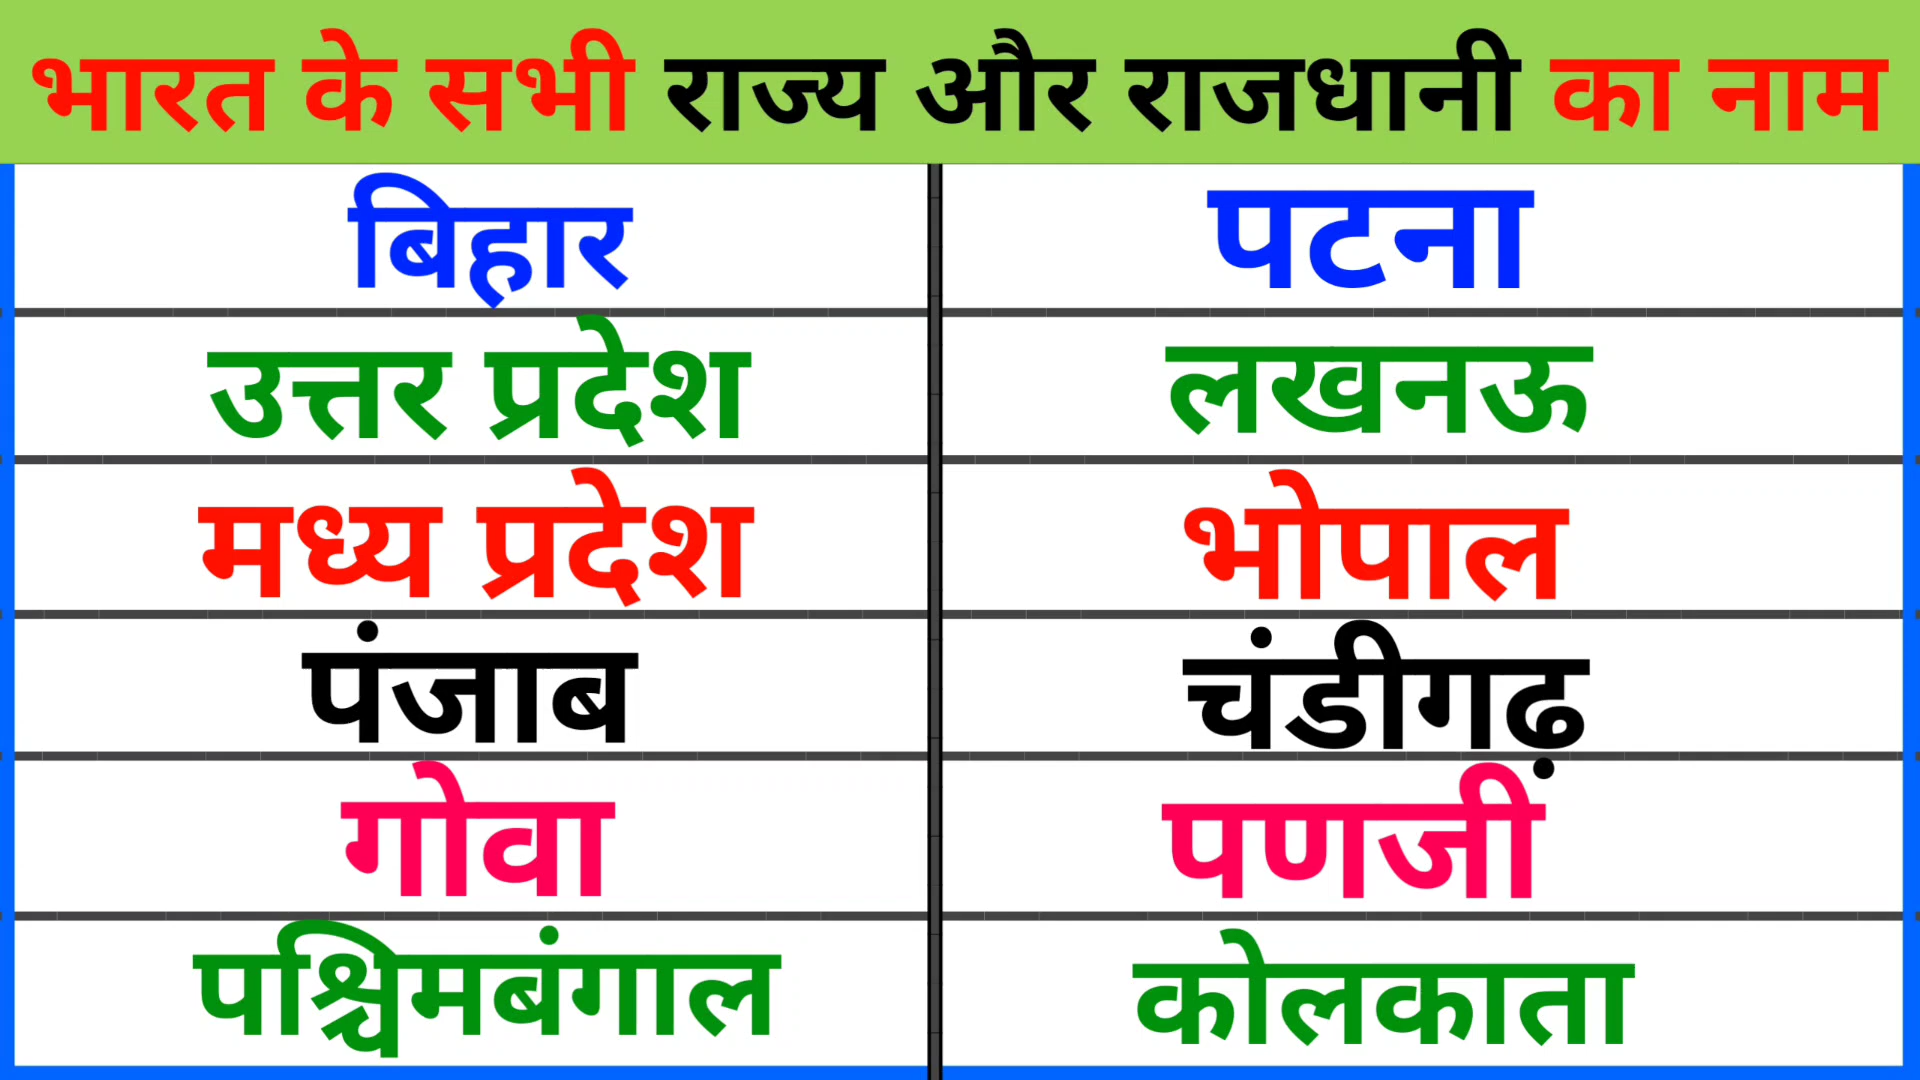 भारत के सभी राज्य और राजधानी का नाम
बिहार पटना
उत्तर प्रदेश लखनऊ
मध्य प्रदेश भोपाल
पंजाब चंडीगढ़
गोवा पणजी
पश्चिमबंगाल कोलकाता